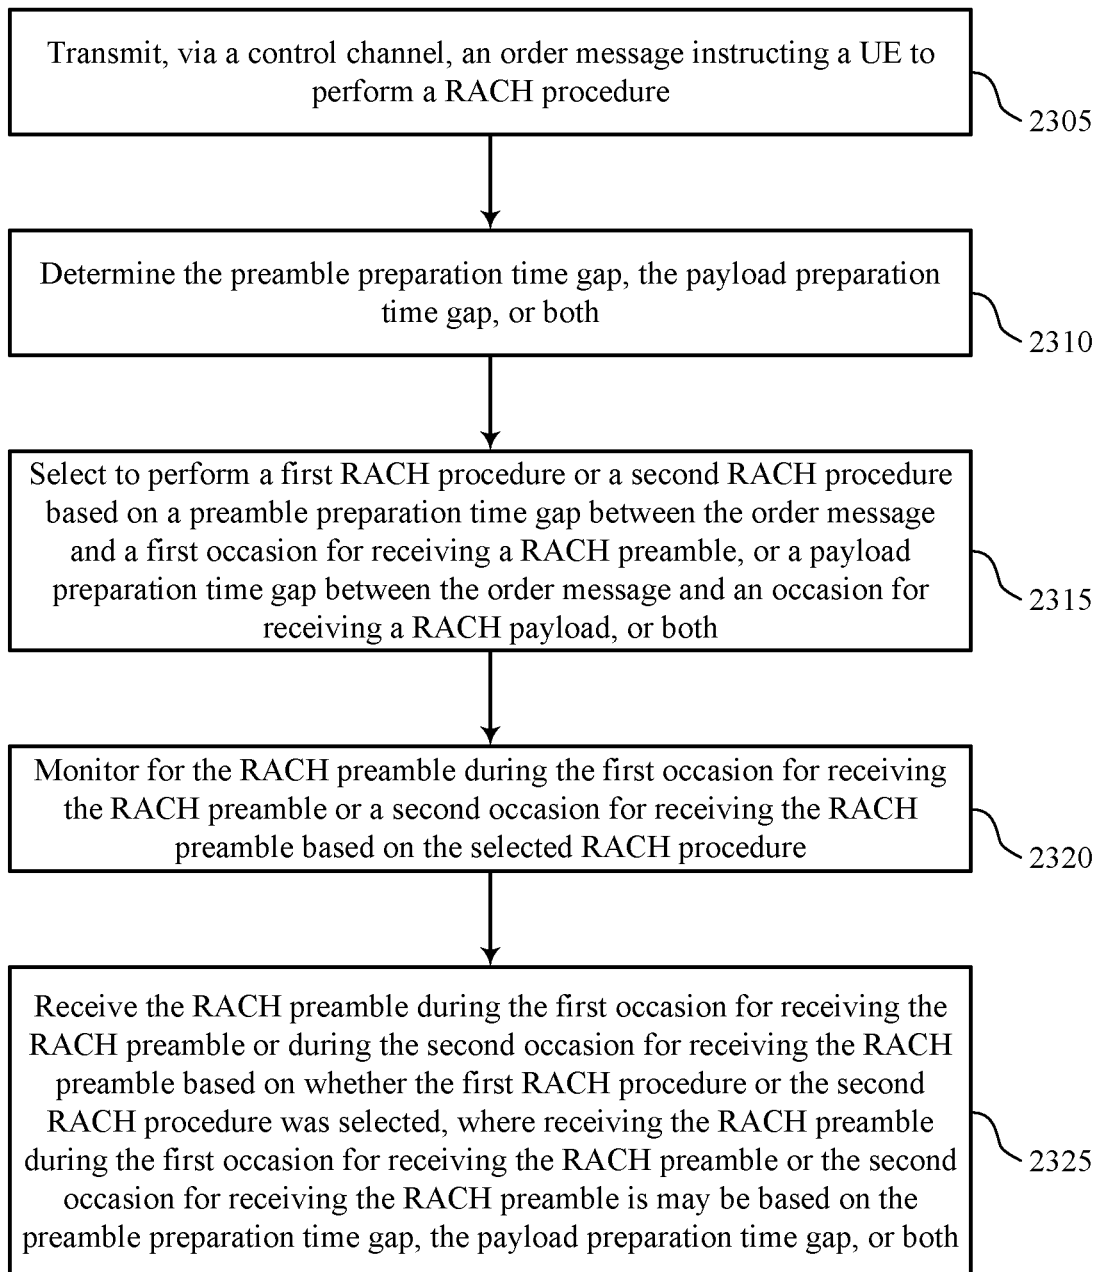 Transmit, via a control channel, an order message instructing a UE to
perform a RACH procedure
2305
Determine the preamble preparation time gap, the payload preparation
time gap, or both
2310
Select to perform a first RACH procedure or a second RACH procedure
based on a preamble preparation time gap between the order message
and a first occasion for receiving a RACH preamble, or a payload
preparation time gap between the order message and an occasion for
receiving a RACH payload, or both
2315
Monitor for the RACH preamble during the first occasion for receiving
the RACH preamble or a second occasion for receiving the RACH
preamble based on the selected RACH procedure
2320
Receive the RACH preamble during the first occasion for receiving the
RACH preamble or during the second occasion for receiving the RACH
preamble based on whether the first RACH procedure or the second
RACH procedure was selected, where receiving the RACH preamble
during the first occasion for receiving the RACH preamble or the second
occasion for receiving the RACH preamble is may be based on the
preamble preparation time gap, the payload preparation time gap, or both
2325